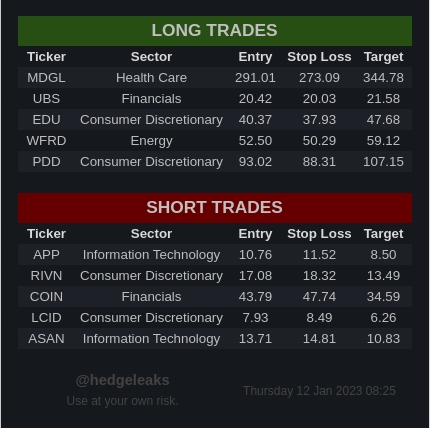 LONG TRADES
Ticker Sector Entry Stop Loss Target
MDGL Health Care 291.01 273.09 344.78
UBS Financials 20.42 20.03 21.58
EDU Consumer Discretionary 40.37 37.93 47.68
WFRD Energy 52.50 50.29 59.12
PDD Consumer Discretionary 93.02 88.31 107.15
SHORT TRADES
Ticker Sector Entry Stop Loss Target
APP Information Technology 10.76 11.52 8.50
RIVN Consumer Discretionary 17.08 18.32 13.49
COIN Financials 43.79 47.74 34.59
LCID Consumer Discretionary 7.93 8.49 6.26
ASAN Information Technology 13.71 14.81 10.83
@hedgeleaks
Use at your own risk.
Thursday 12 Jan 2023 08:25